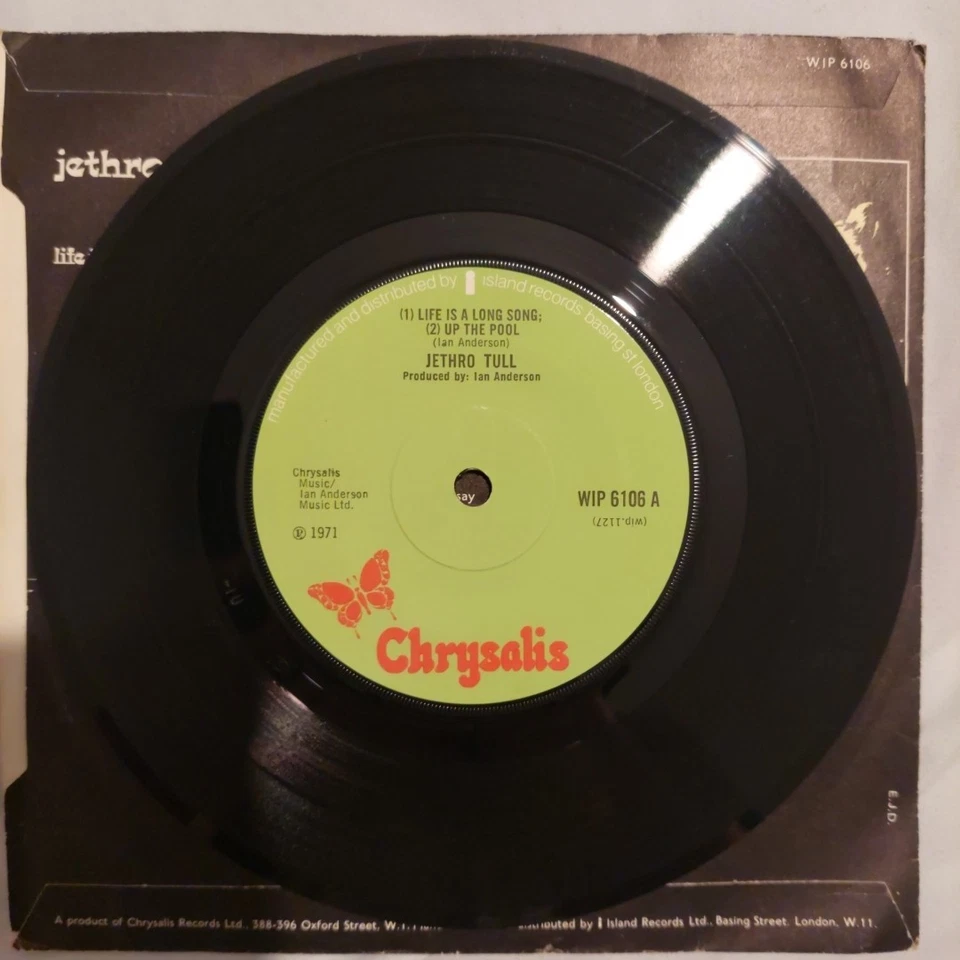 WIP 6106
jethro
life
manufactured and distributed by island records basing st london
(1) LIFE IS A LONG SONG;
(2) UP THE POOL
(Ian Anderson)
JETHRO TULL
Produced by: Ian Anderson
Chrysalis
Music/
Ian Anderson
Music Ltd.
℗ 1971
say
WIP 6106 A
(wip.1127)
Chrysalis
E.J.D.
A product of Chrysalis Records Ltd., 388-396 Oxford Street, W.1. Island Records Ltd., Basing Street, London, W.11.